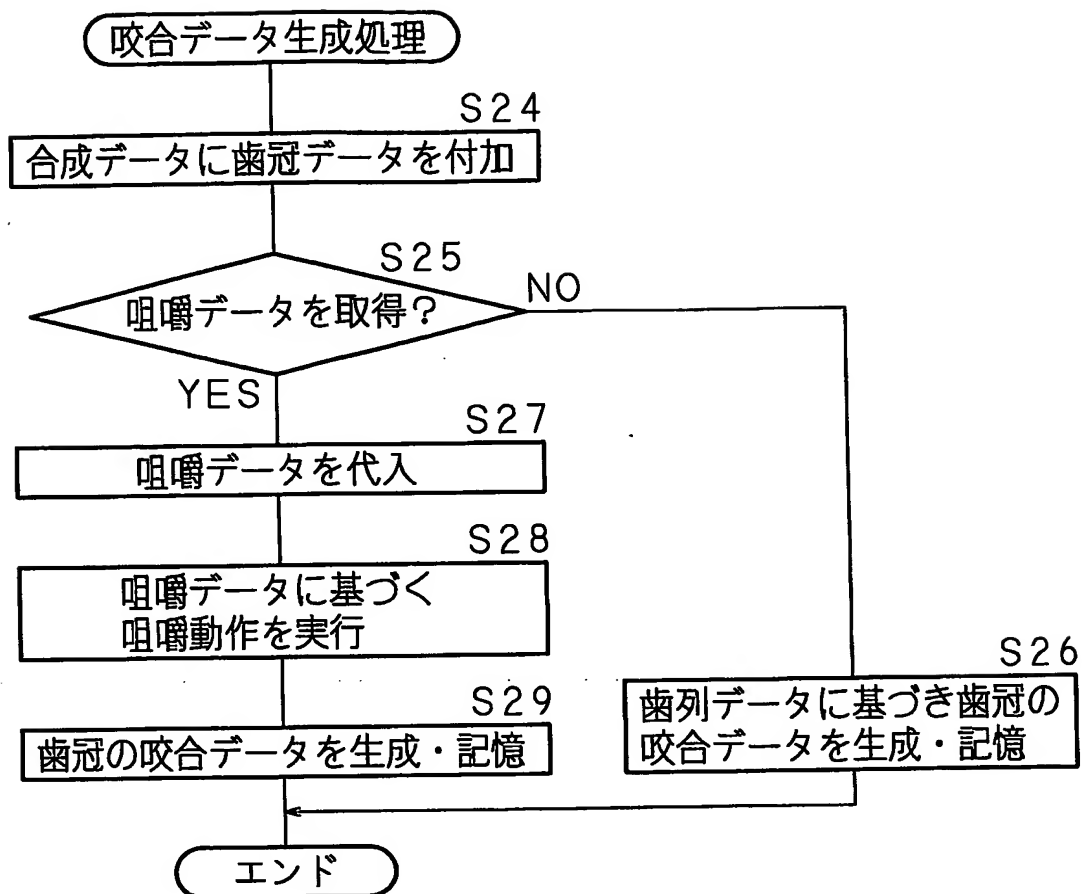 咬合データ生成処理
S24
合成データに歯冠データを付加
S25
咀嚼データを取得？
NO
YES
S27
咀嚼データを代入
S28
咀嚼データに基づく
咀嚼動作を実行
S26
歯列データに基づき歯冠の
咬合データを生成・記憶
S29
歯冠の咬合データを生成・記憶
エンド